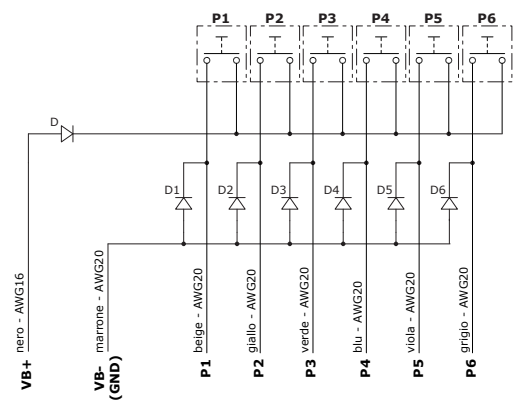 P1 P2 P3 P4 P5 P6
D
D1 D2 D3 D4 D5 D6
nero - AWG16
VB+
marrone - AWG20
VB-
(GND)
beige - AWG20
P1
giallo - AWG20
P2
verde - AWG20
P3
blu - AWG20
P4
viola - AWG20
P5
grigio - AWG20
P6